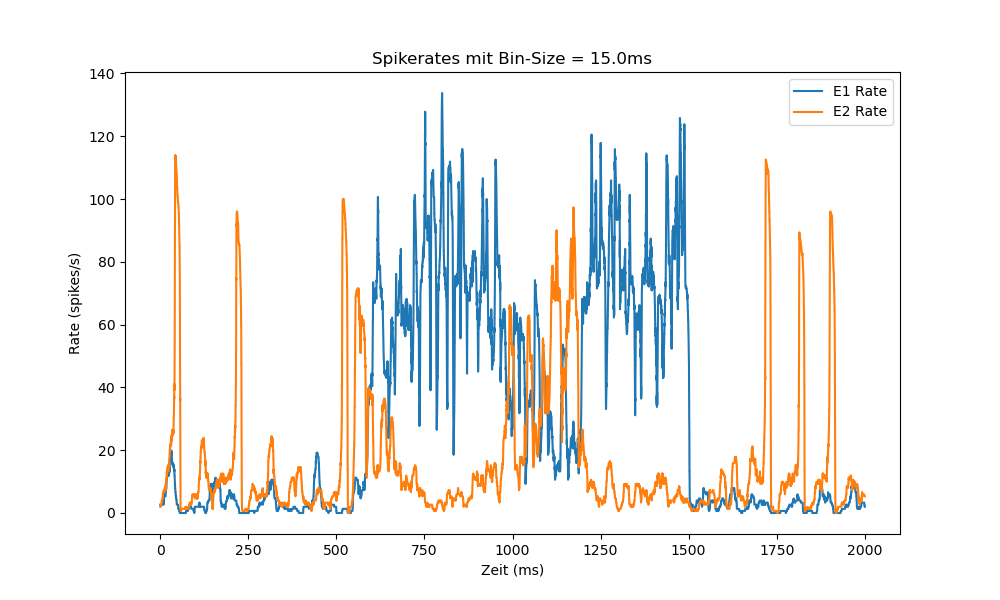 Spikerates mit Bin-Size = 15.0ms
E1 Rate
E2 Rate
Rate (spikes/s)
140
120
100
80
60
40
20
0
0 250 500 750 1000 1250 1500 1750 2000
Zeit (ms)